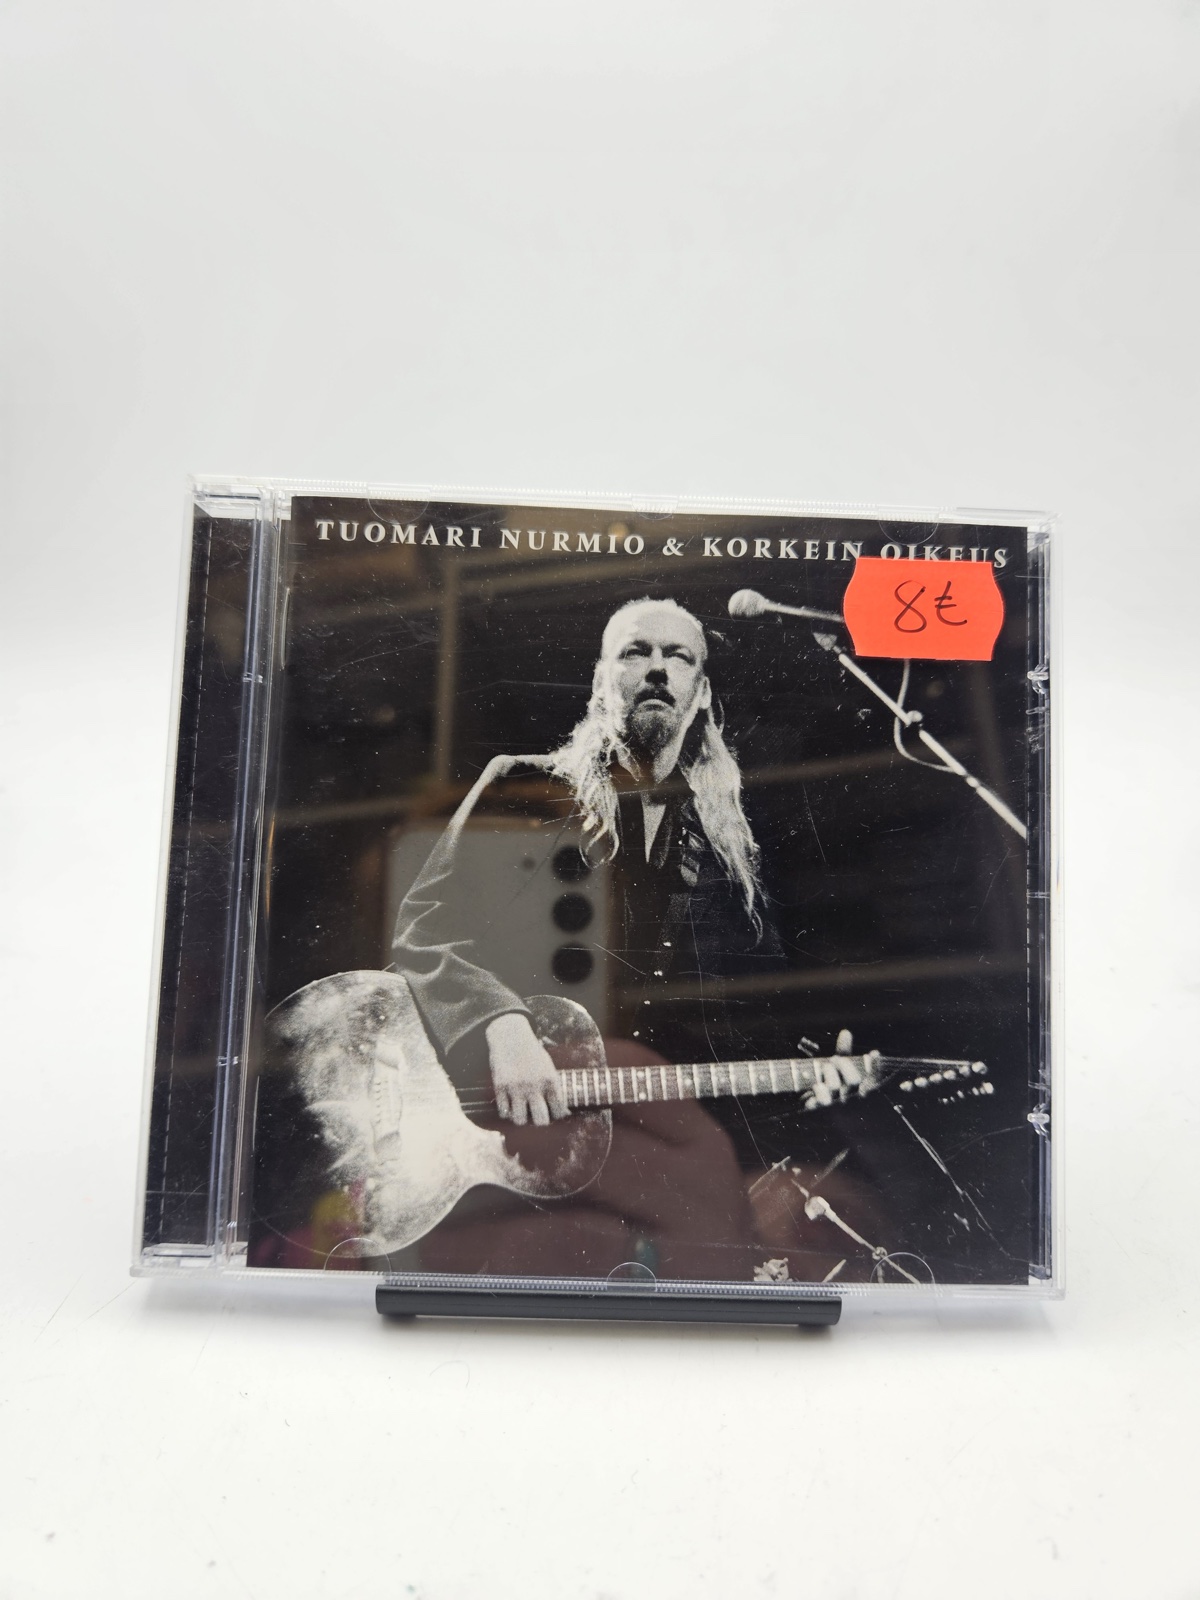 TUOMARI NURMIO & KORKEIN OIKEUS
8€